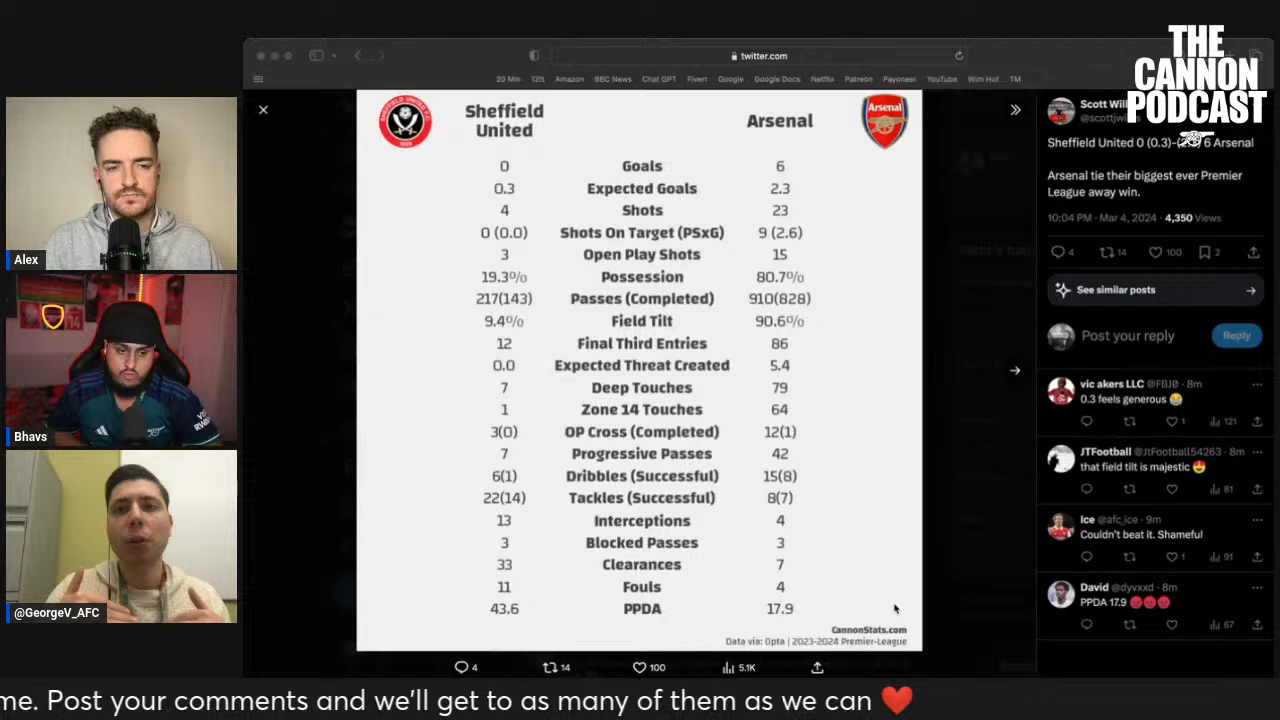 THE
CANNON
PODCAST
twitter.com
20 Min 12ft Amazon BBC News Chat GPT Fiverr Google Google Docs Netflix Patreon Payoneer YouTube Wim Hof TM
Sheffield
United
Arsenal
Arsenal
0 Goals 6
0.3 Expected Goals 2.3
4 Shots 23
0 (0.0) Shots On Target (PSxG) 9 (2.6)
3 Open Play Shots 15
19.3% Possession 80.7%
217(143) Passes (Completed) 910(828)
9.4% Field Tilt 90.6%
12 Final Third Entries 86
0.0 Expected Threat Created 5.4
7 Deep Touches 79
1 Zone 14 Touches 64
3(0) OP Cross (Completed) 12(1)
7 Progressive Passes 42
6(1) Dribbles (Successful) 15(8)
22(14) Tackles (Successful) 8(7)
13 Interceptions 4
3 Blocked Passes 3
33 Clearances 7
11 Fouls 4
43.6 PPDA 17.9
CannonStats.com
Data via: Opta | 2023-2024 Premier-League
4 14 100 5.1K
Scott
@scottj
Sheffield United 0 (0.3)-( 6 Arsenal
Arsenal tie their biggest ever Premier
League away win.
10:04 PM · Mar 4, 2024 · 4,350 Views
4 14 100 2
See similar posts
Post your reply Reply
vic akers LLC @FBJ0 · 8m
0.3 feels generous 😂
1 121
JTFootball @JtFootball54263 · 8m
that field tilt is majestic 😍
81
Ice @afc_ice · 9m
Couldn't beat it. Shameful
1 91
David @dyvxxd · 8m
PPDA 17.9 😡😡😡
67
Alex
Bhavs
@GeorgeV_AFC
me. Post your comments and we'll get to as many of them as we can ❤️